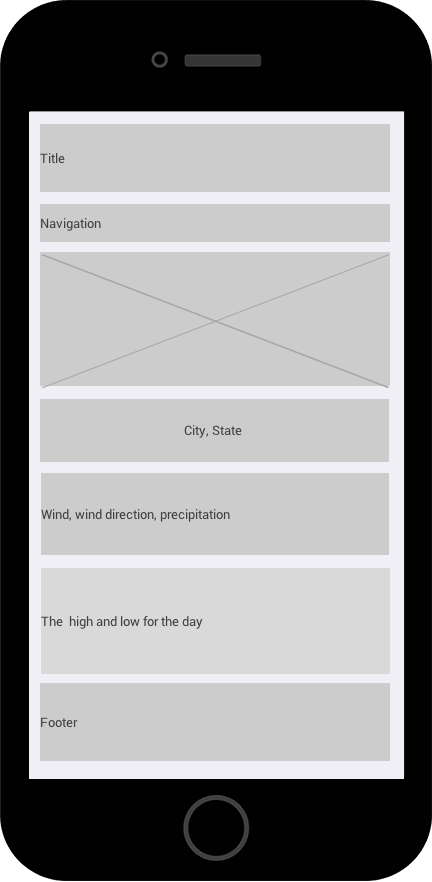 Title
Navigation
City, State
Wind, wind direction, precipitation
The  high and low for the day
Footer